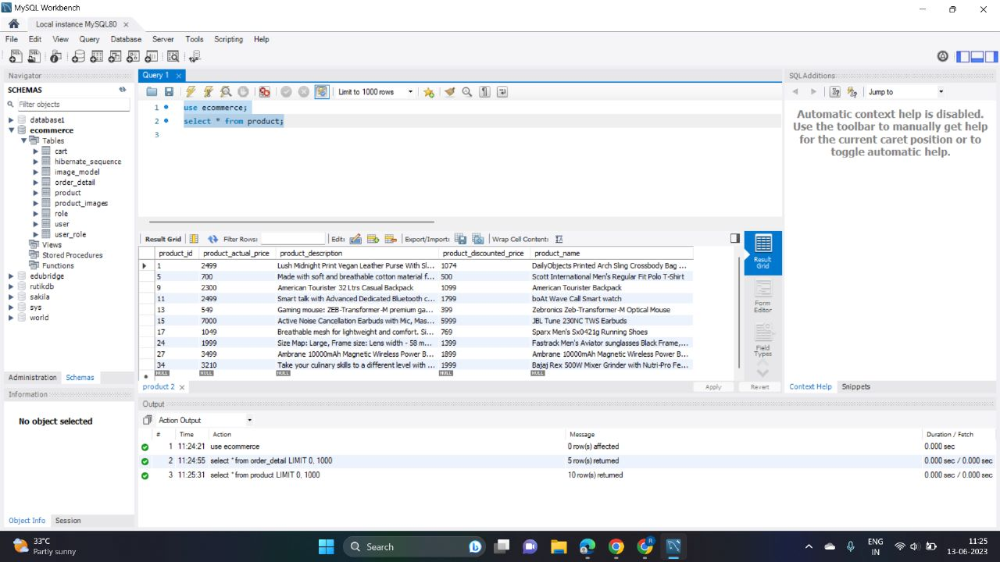 MySQL Workbench
Local instance MySQL80
File Edit View Query Database Server Tools Scripting Help
Navigator
SCHEMAS
Filter objects
database1
ecommerce
Tables
cart
hibernate_sequence
image_model
order_detail
product
product_images
role
user
user_role
Views
Stored Procedures
Functions
edubridge
rutikdb
sakila
sys
world
Administration Schemas
Information
No object selected
Object Info Session
Query 1
Limit to 1000 rows
1 use ecommerce;
2 select * from product;
3
Result Grid Filter Rows: Edit: Export/Import: Wrap Cell Content:
product_id product_actual_price product_description product_discounted_price product_name
1 2499 Lush Midnight Print Vegan Leather Purse With Sl... 1074 DailyObjects Printed Arch Sling Crossbody Bag ...
5 700 Made with soft and breathable cotton material f... 500 Scott International Men's Regular Fit Polo T-Shirt
9 2300 American Tourister 32 Ltrs Casual Backpack 1099 American Tourister Backpack
11 2499 Smart talk with Advanced Dedicated Bluetooth c... 1799 boAt Wave Call Smart watch
13 549 Gaming mouse: ZEB-Transformer-M premium ga... 399 Zebronics Zeb-Transformer-M Optical Mouse
15 7000 Active Noise Cancellation Earbuds with Mic, Mas... 5999 JBL Tune 230NC TWS Earbuds
17 1049 Breathable mesh for lightweight and comfort. Si... 769 Sparx Men's Sx0421g Running Shoes
24 1999 Size Map: Large, Frame size: Lens width - 58 m... 1399 Fastrack Men's Aviator sunglasses Black Frame,...
27 3499 Ambrane 10000mAh Magnetic Wireless Power B... 1899 Ambrane 10000mAh Magnetic Wireless Power B...
34 3210 Take your culinary skills to a different level with ... 1999 Bajaj Rex 500W Mixer Grinder with Nutri-Pro Fe...
NULL NULL NULL NULL NULL
Result Grid
Form Editor
Field Types
product 2
Apply Revert
SQLAdditions
Jump to
Automatic context help is disabled.
Use the toolbar to manually get help
for the current caret position or to
toggle automatic help.
Context Help Snippets
Output
Action Output
# Time Action Message Duration / Fetch
1 11:24:21 use ecommerce 0 row(s) affected 0.000 sec
2 11:24:55 select * from order_detail LIMIT 0, 1000 5 row(s) returned 0.000 sec / 0.000 sec
3 11:25:31 select * from product LIMIT 0, 1000 10 row(s) returned 0.000 sec / 0.000 sec
33°C
Partly sunny
Search
R
ENG
IN
11:25
13-06-2023